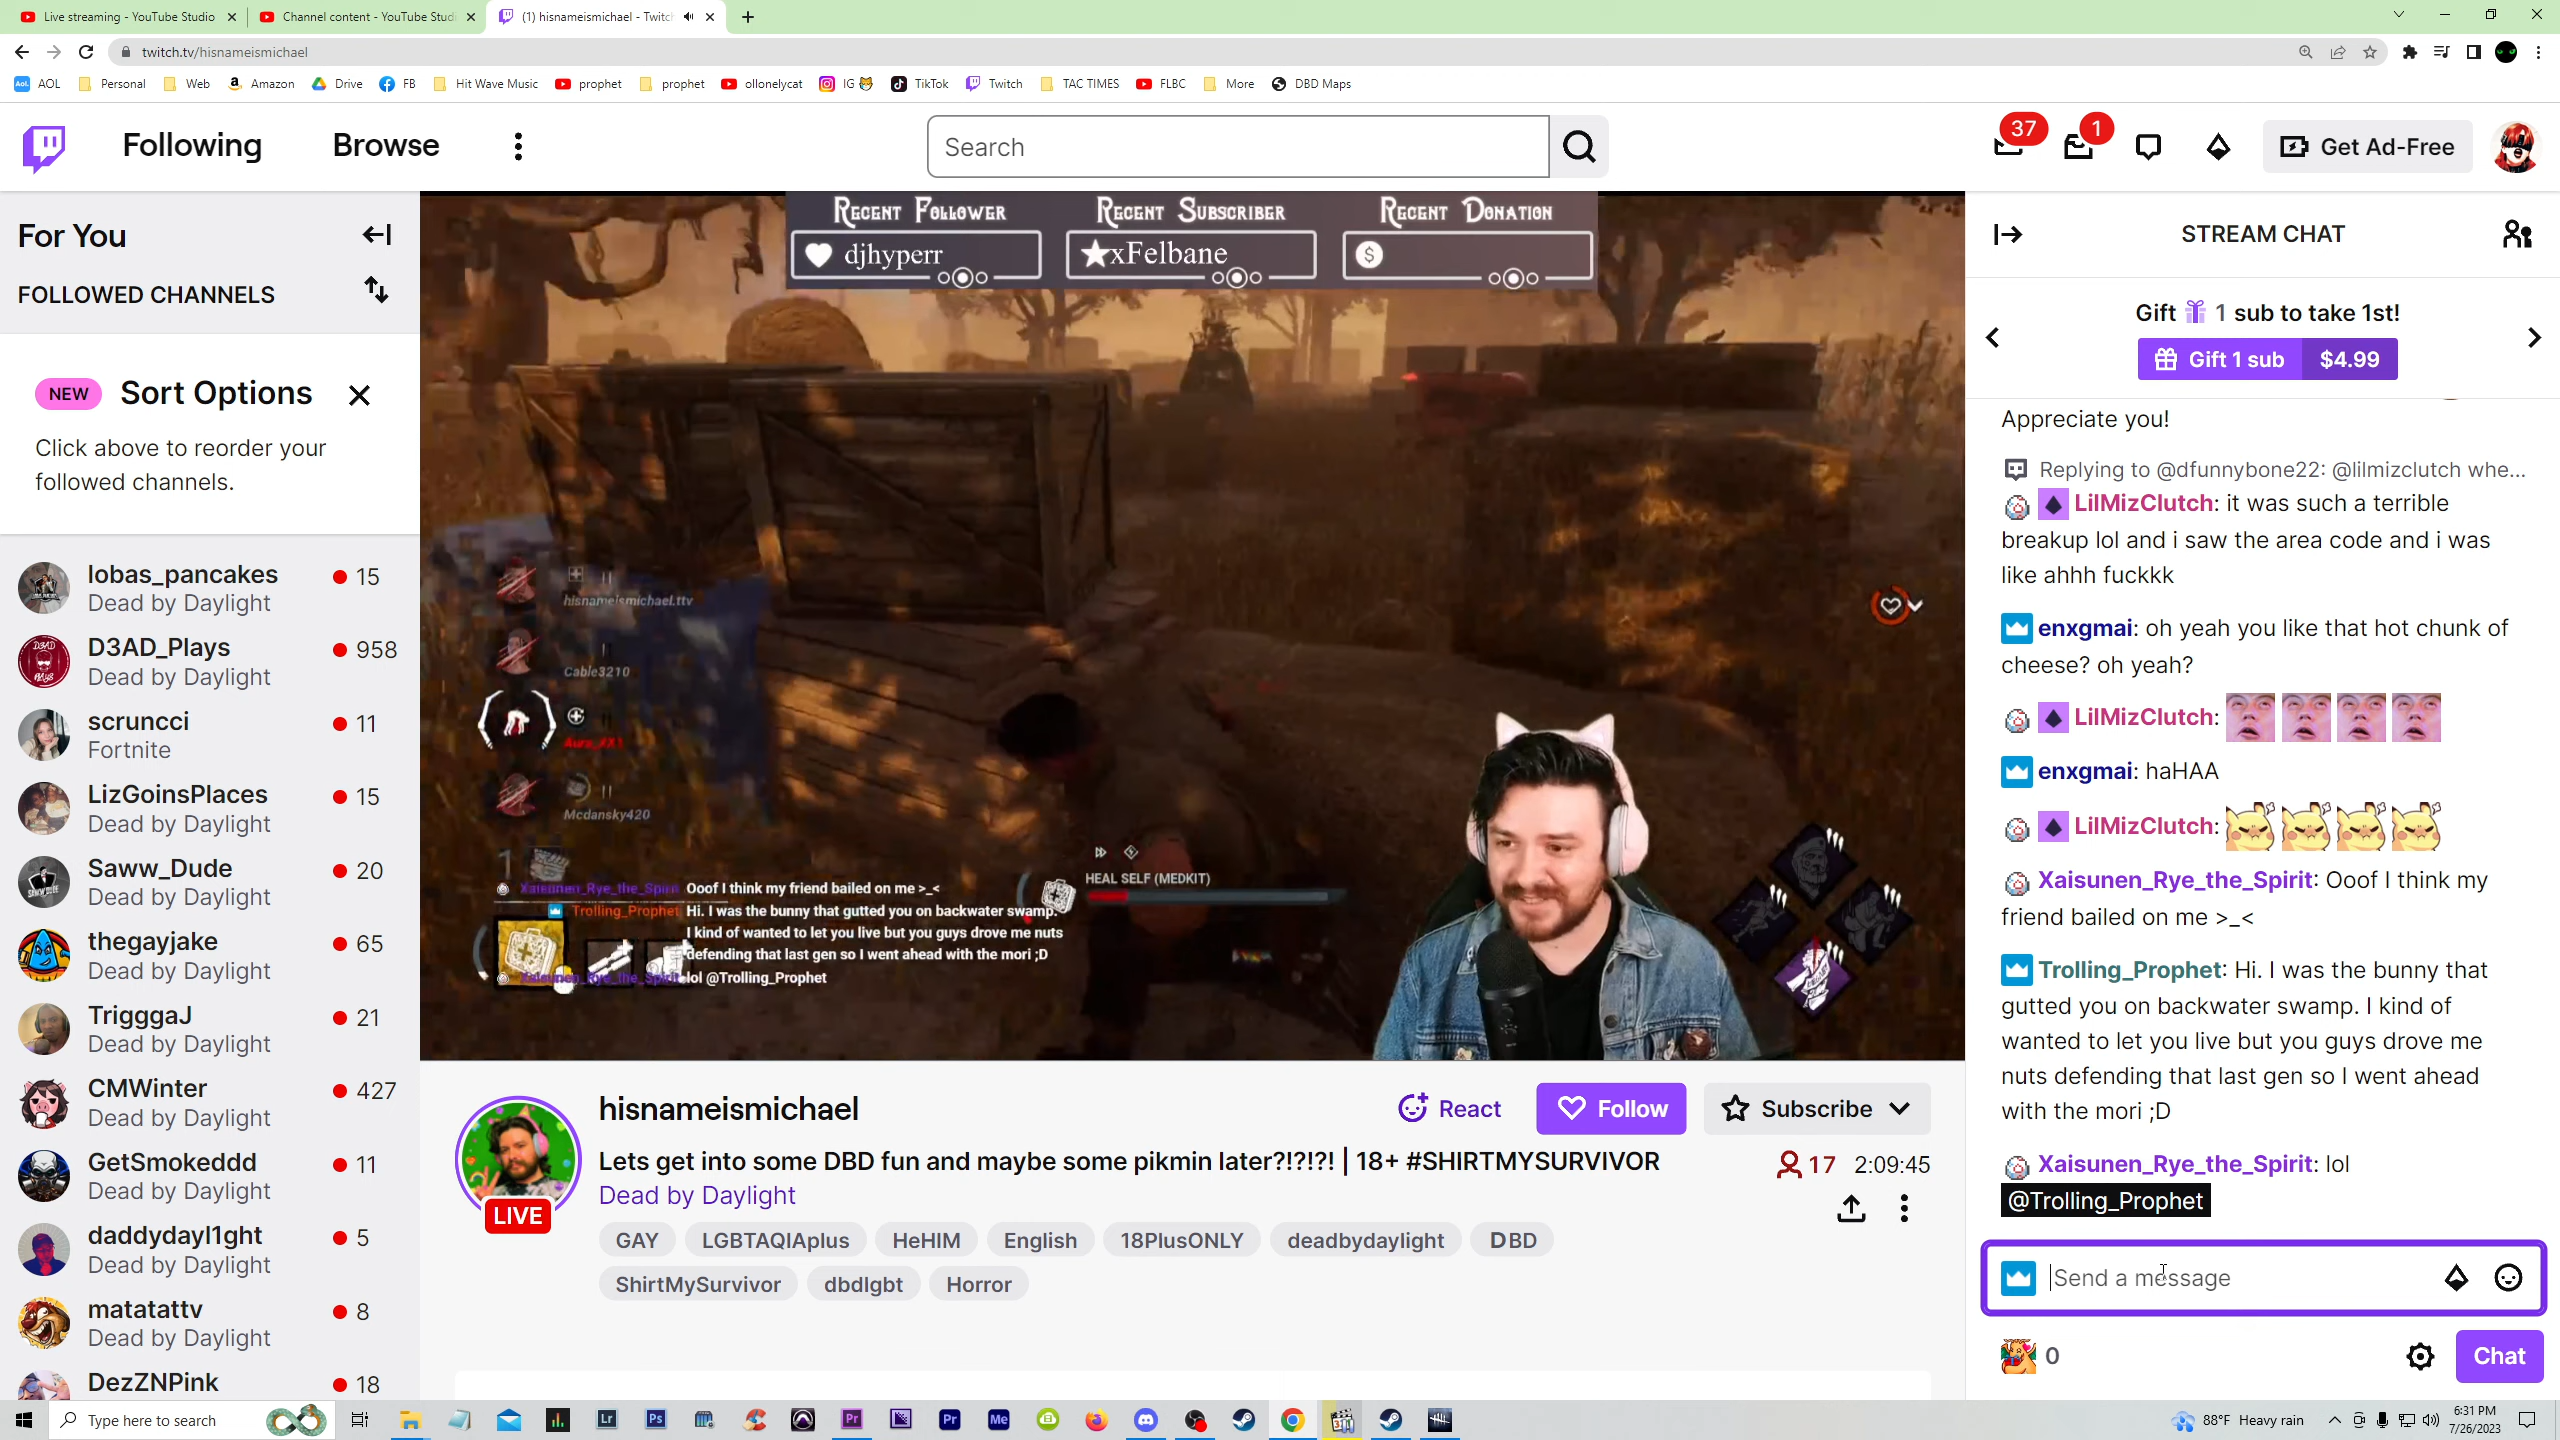 Live streaming - YouTube Studio
Channel content - YouTube Stud
(1) hisnameismichael - Twitch
twitch.tv/hisnameismichael
AOL
Personal
Web
Amazon
Drive
FB
Hit Wave Music
prophet
prophet
ollonelycat
IG
TikTok
Twitch
TAC TIMES
FLBC
More
DBD Maps
Following
Browse
Search
37
1
Get Ad-Free
For You
FOLLOWED CHANNELS
NEW Sort Options
Click above to reorder your
followed channels.
lobas_pancakes 15
Dead by Daylight
D3AD_Plays 958
Dead by Daylight
scruncci 11
Fortnite
LizGoinsPlaces 15
Dead by Daylight
Saww_Dude 20
Dead by Daylight
thegayjake 65
Dead by Daylight
TrigggaJ 21
Dead by Daylight
CMWinter 427
Dead by Daylight
GetSmokeddd 11
Dead by Daylight
daddydayl1ght 5
Dead by Daylight
matatattv 8
Dead by Daylight
DezZNPink 18
Recent Follower
djhyperr
Recent Subscriber
xFelbane
Recent Donation
hisnameismichael.ttv
Cable3210
Mcdansky420
1
HEAL SELF (MEDKIT)
Xaisunen_Rye_the_Spirit Ooof I think my friend bailed on me >_<
Trolling_Prophet Hi. I was the bunny that gutted you on backwater swamp.
I kind of wanted to let you live but you guys drove me nuts
defending that last gen so I went ahead with the mori ;D
Xaisunen_Rye_the_Spirit lol @Trolling_Prophet
LIVE
hisnameismichael
React
Follow
Subscribe
Lets get into some DBD fun and maybe some pikmin later?!?!?! | 18+ #SHIRTMYSURVIVOR
17 2:09:45
Dead by Daylight
GAY LGBTAQIAplus HeHIM English 18PlusONLY deadbydaylight DBD
ShirtMySurvivor dbdlgbt Horror
STREAM CHAT
Gift 1 sub to take 1st!
Gift 1 sub $4.99
Appreciate you!
Replying to @dfunnybone22: @lilmizclutch whe...
LilMizClutch: it was such a terrible
breakup lol and i saw the area code and i was
like ahhh fuckkk
enxgmai: oh yeah you like that hot chunk of
cheese? oh yeah?
LilMizClutch:
enxgmai: haHAA
LilMizClutch:
Xaisunen_Rye_the_Spirit: Ooof I think my
friend bailed on me >_<
Trolling_Prophet: Hi. I was the bunny that
gutted you on backwater swamp. I kind of
wanted to let you live but you guys drove me
nuts defending that last gen so I went ahead
with the mori ;D
Xaisunen_Rye_the_Spirit: lol
@Trolling_Prophet
Send a message
0
Chat
Type here to search
88°F Heavy rain
6:31 PM
7/26/2023